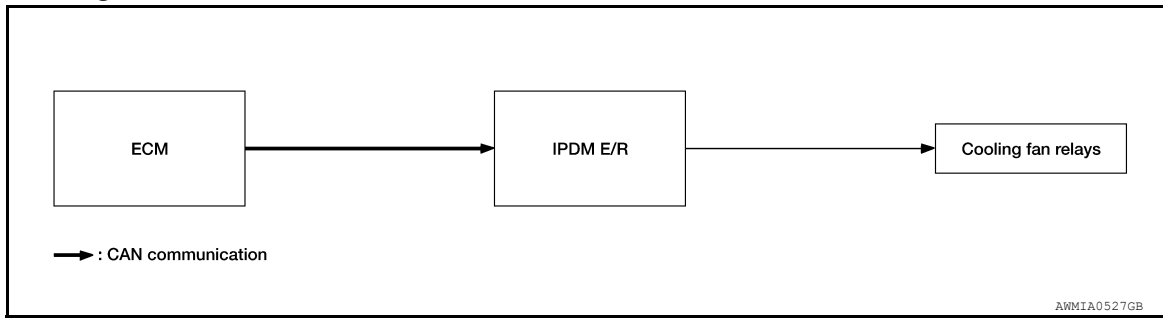 ECM
IPDM E/R
Cooling fan relays
: CAN communication
AWMIA0527GB